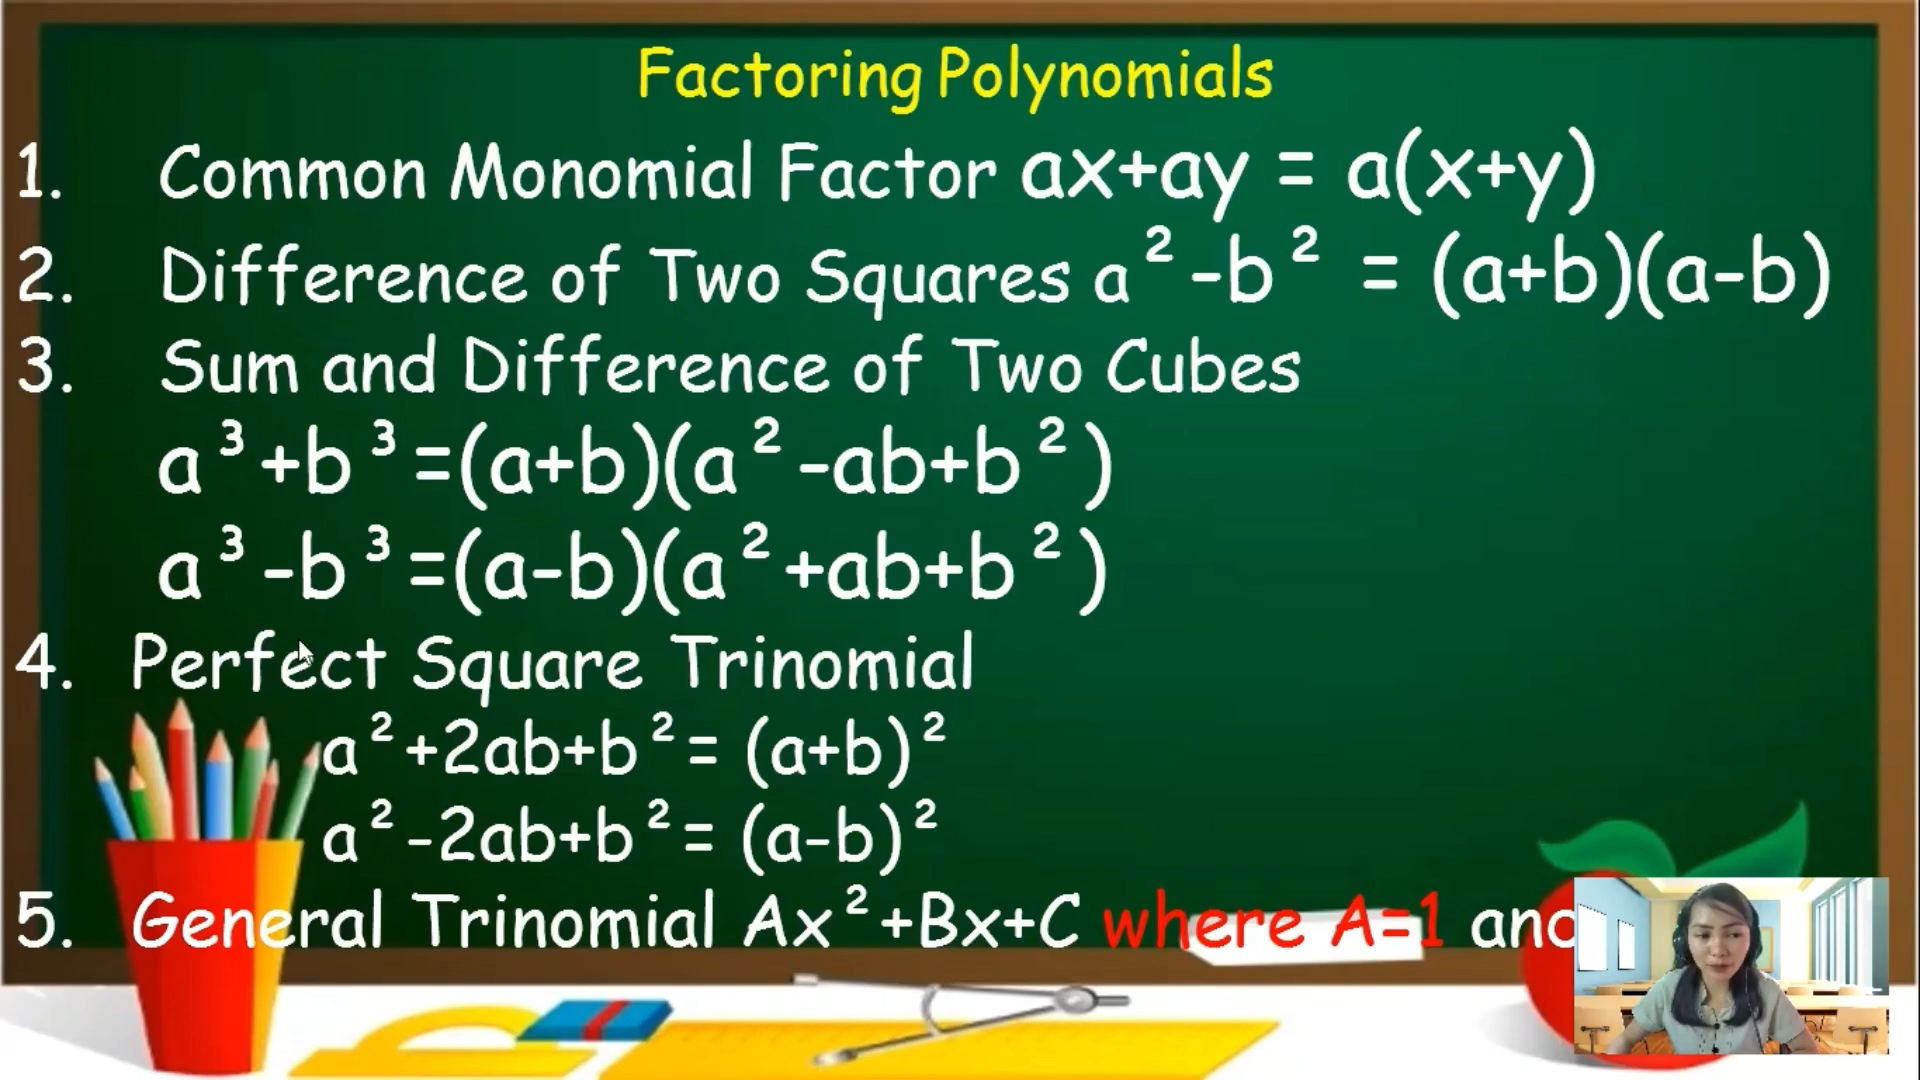 Factoring Polynomials
1. Common Monomial Factor ax+ay = a(x+y)
2. Difference of Two Squares a²-b² = (a+b)(a-b)
3. Sum and Difference of Two Cubes
a³+b³=(a+b)(a²-ab+b²)
a³-b³=(a-b)(a²+ab+b²)
4. Perfect Square Trinomial
a²+2ab+b²= (a+b)²
a²-2ab+b²= (a-b)²
5. General Trinomial Ax²+Bx+C where A=1